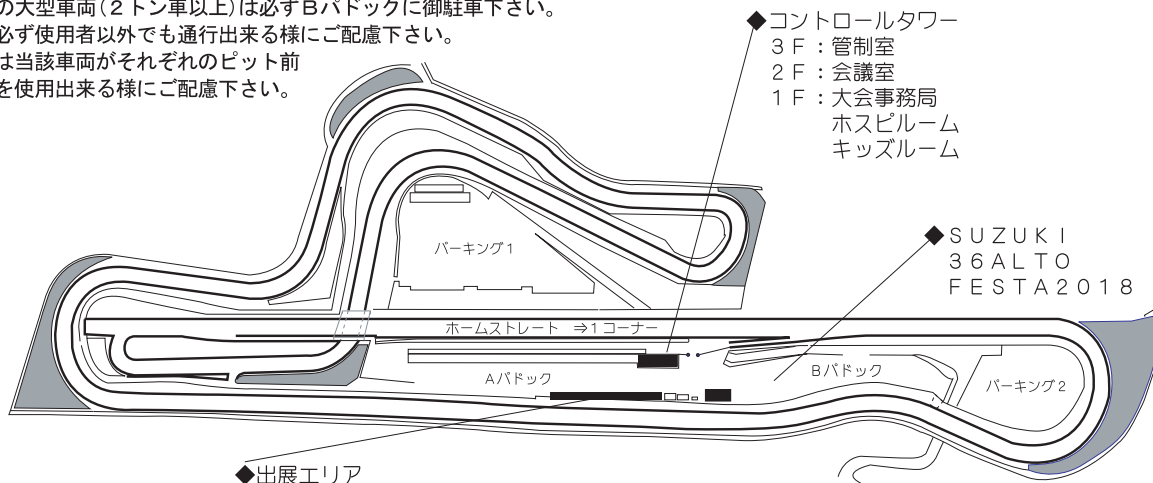 の大型車両(２トン車以上)は必ずＢパドックに御駐車下さい。
必ず使用者以外でも通行出来る様にご配慮下さい。
は当該車両がそれぞれのピット前
を使用出来る様にご配慮下さい。
◆コントロールタワー
３Ｆ：管制室
２Ｆ：会議室
１Ｆ：大会事務局
ホスピルーム
キッズルーム
パーキング１
◆ＳＵＺＵＫＩ
３６ＡＬＴＯ
ＦＥＳＴＡ２０１８
ホームストレート ⇒１コーナー
Ａパドック
Ｂパドック
パーキング２
◆出展エリア